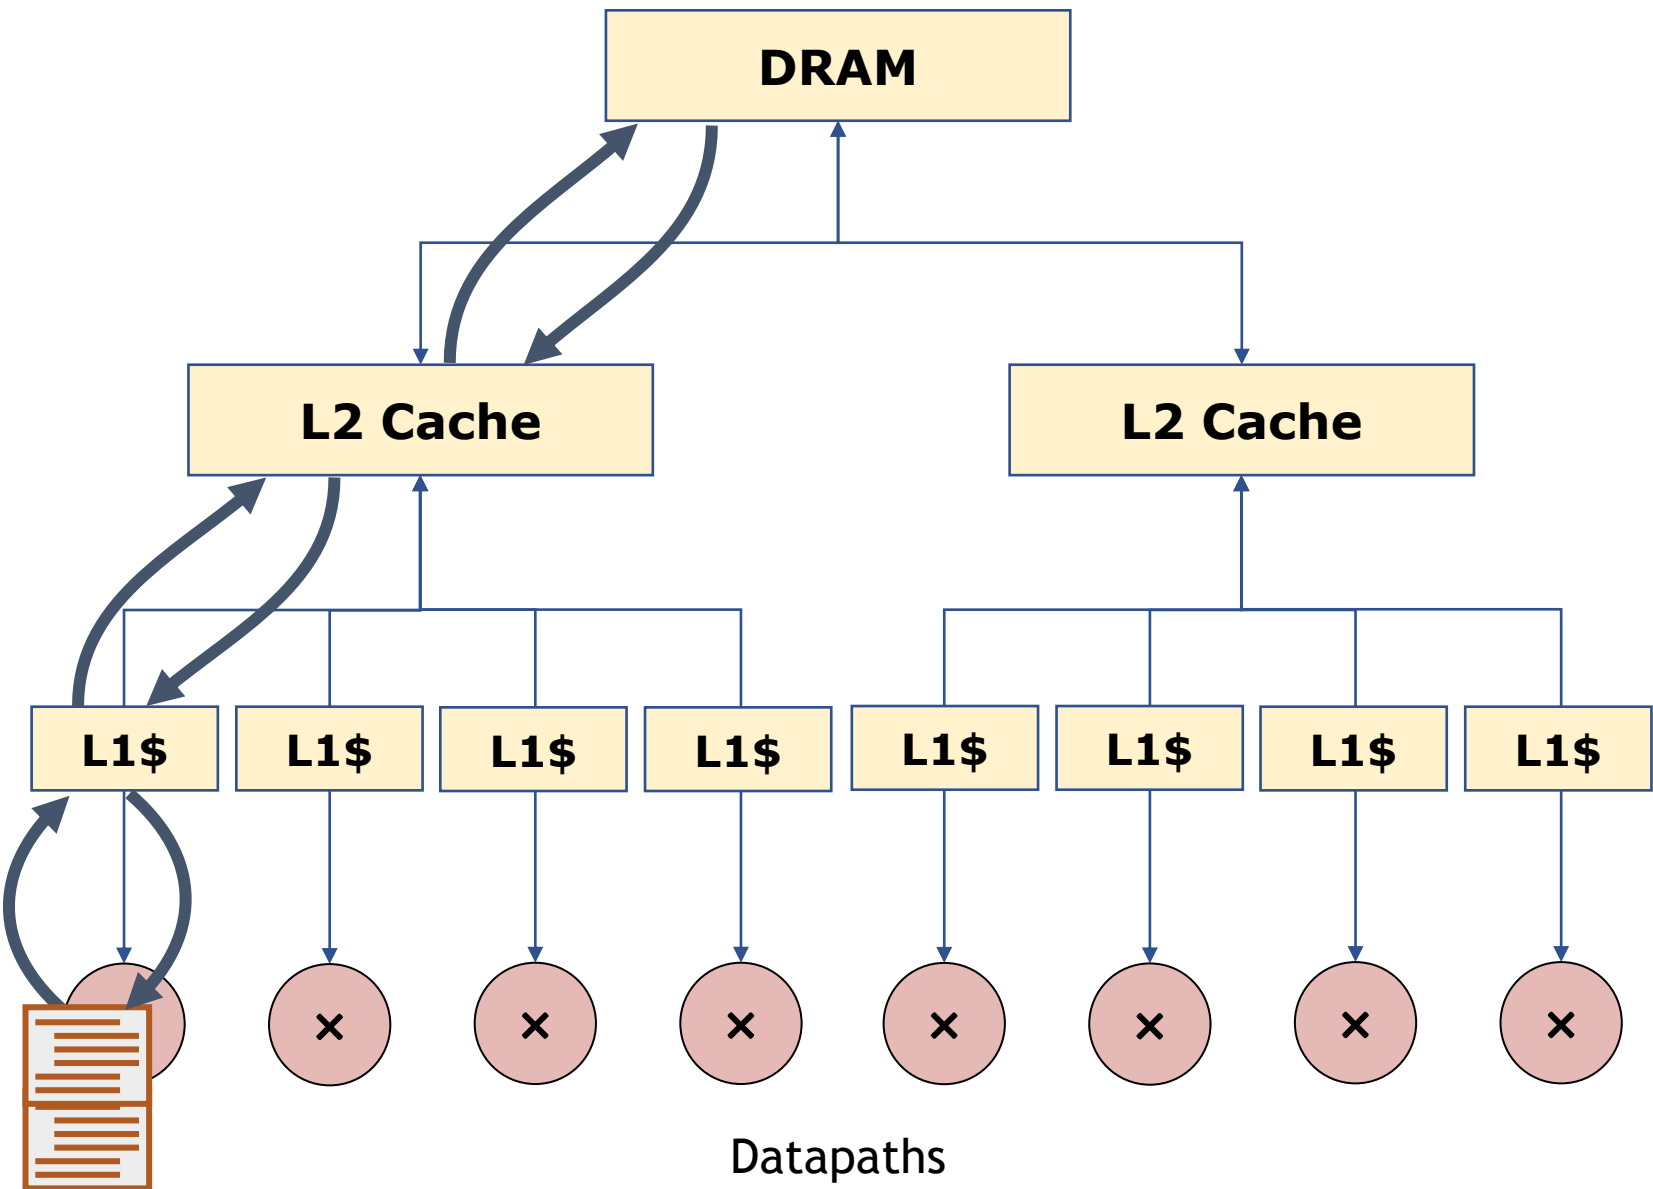 DRAM
L2 Cache
L2 Cache
L1$
L1$
L1$
L1$
L1$
L1$
L1$
L1$
×
×
×
×
×
×
×
Datapaths